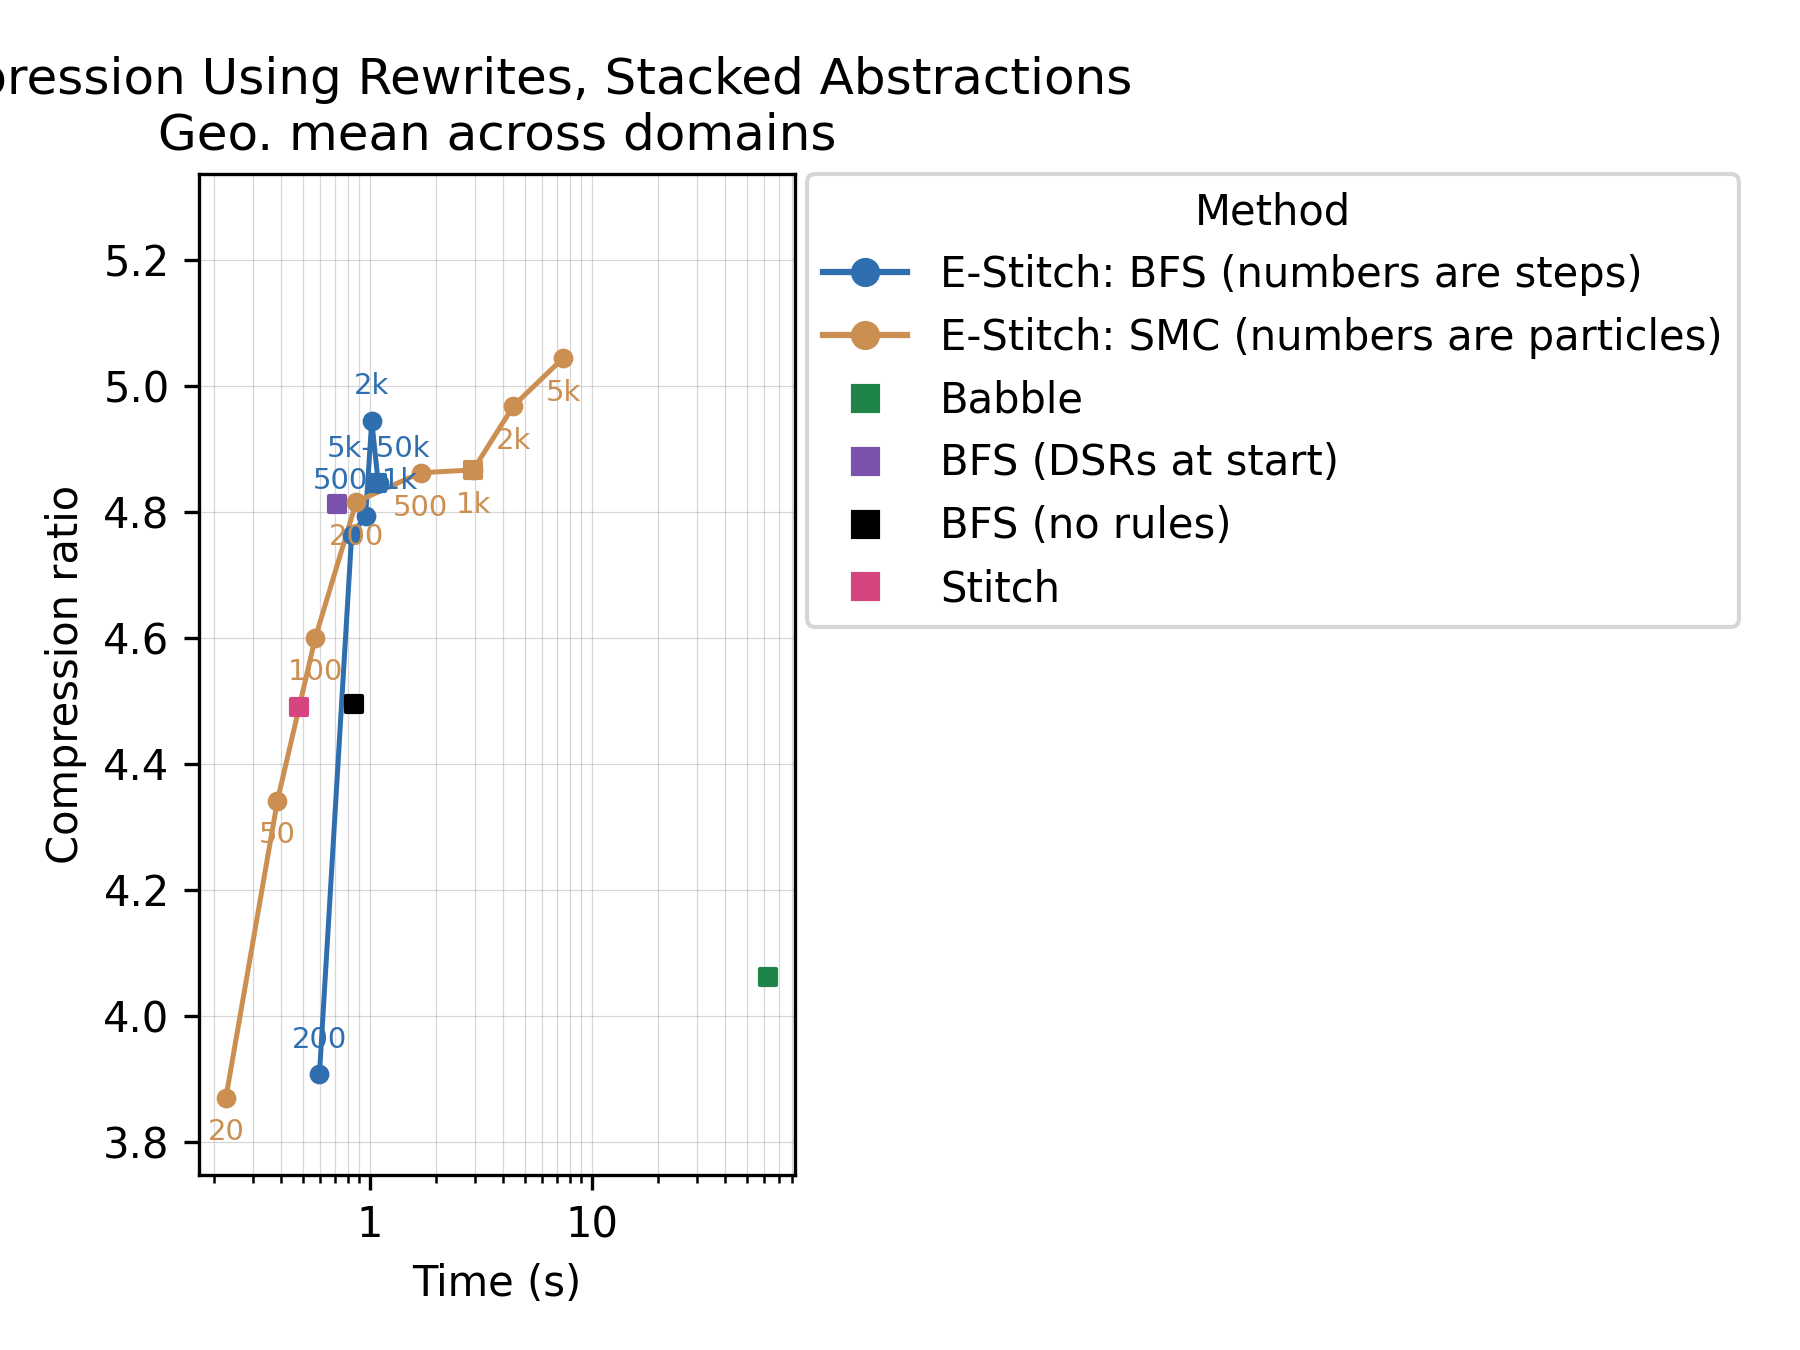 pression Using Rewrites, Stacked Abstractions
Geo. mean across domains
Compression ratio
5.2
5.0
4.8
4.6
4.4
4.2
4.0
3.8
1
10
Time (s)
2k
5k-50k
500
1k
200
5k
2k
1k
500
200
100
50
20
Method
E-Stitch: BFS (numbers are steps)
E-Stitch: SMC (numbers are particles)
Babble
BFS (DSRs at start)
BFS (no rules)
Stitch